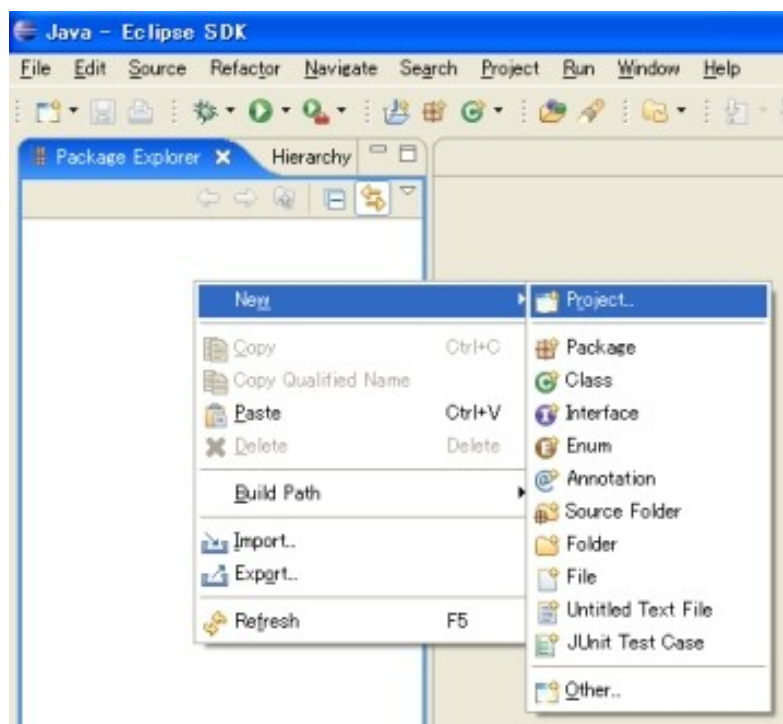 Java - Eclipse SDK
File Edit Source Refactor Navigate Search Project Run Window Help
Package Explorer Hierarchy
New
Copy Ctrl+C
Copy Qualified Name
Paste Ctrl+V
Delete Delete
Build Path
Import..
Export..
Refresh F5
Project..
Package
Class
Interface
Enum
Annotation
Source Folder
Folder
File
Untitled Text File
JUnit Test Case
Other..